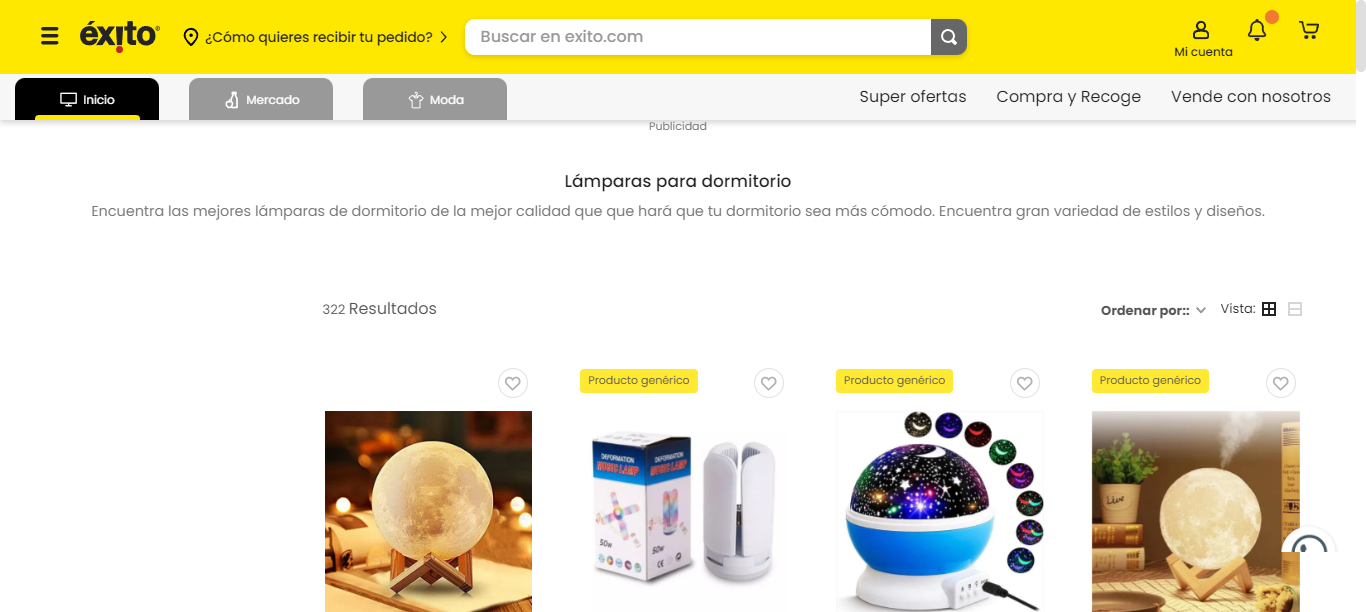 éxito
¿Cómo quieres recibir tu pedido?
Buscar en exito.com
Mi cuenta
Inicio
Mercado
Moda
Super ofertas
Compra y Recoge
Vende con nosotros
Publicidad
Lámparas para dormitorio
Encuentra las mejores lámparas de dormitorio de la mejor calidad que que hará que tu dormitorio sea más cómodo. Encuentra gran variedad de estilos y diseños.
322 Resultados
Ordenar por::
Vista:
Producto genérico
Producto genérico
Producto genérico
DEFORMATION
MUSIC LAMP
50w
DEFORMATION
MUSIC LAMP
50w
Live